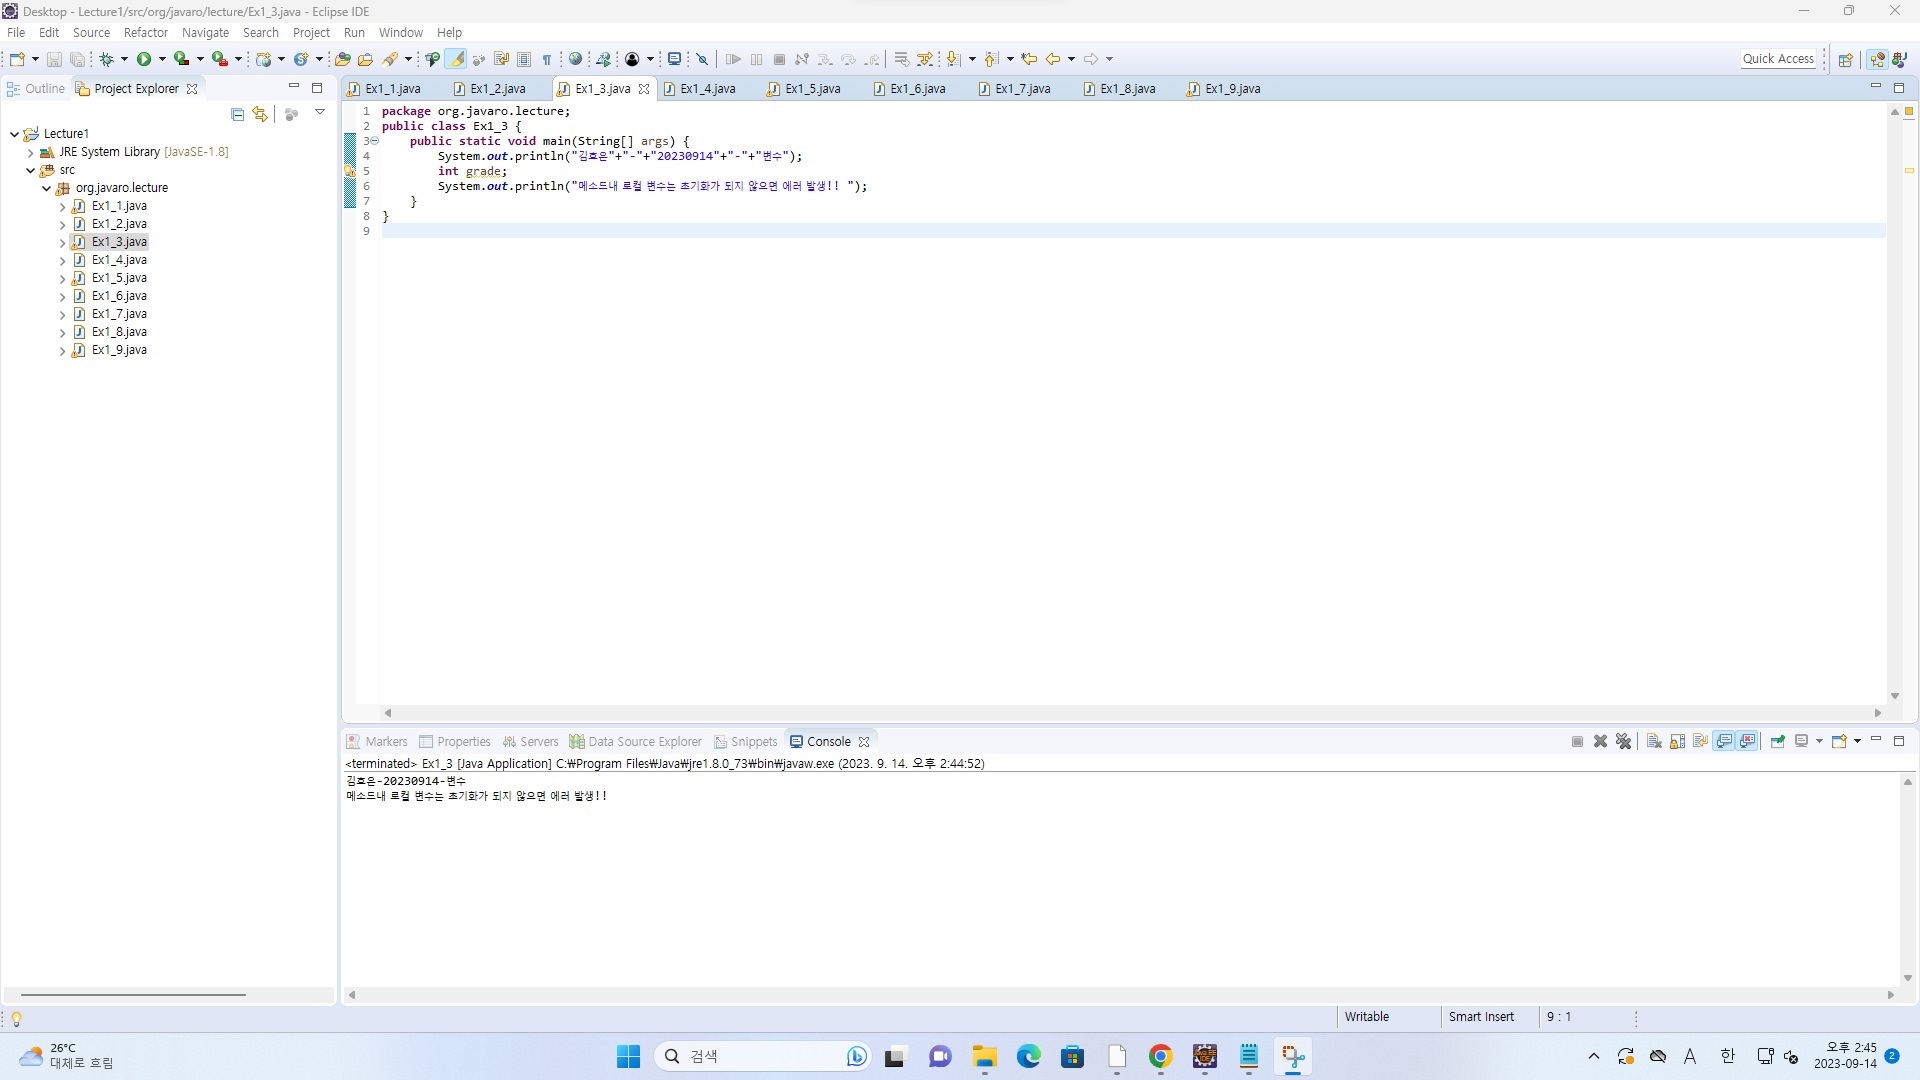 Desktop - Lecture1/src/org/javaro/lecture/Ex1_3.java - Eclipse IDE
File Edit Source Refactor Navigate Search Project Run Window Help
Quick Access
Outline Project Explorer
Ex1_1.java Ex1_2.java Ex1_3.java Ex1_4.java Ex1_5.java Ex1_6.java Ex1_7.java Ex1_8.java Ex1_9.java
Lecture1
JRE System Library [JavaSE-1.8]
src
org.javaro.lecture
Ex1_1.java
Ex1_2.java
Ex1_3.java
Ex1_4.java
Ex1_5.java
Ex1_6.java
Ex1_7.java
Ex1_8.java
Ex1_9.java
1 package org.javaro.lecture;
2 public class Ex1_3 {
3 public static void main(String[] args) {
4 System.out.println("김효은"+"-"+"20230914"+"-"+"변수");
5 int grade;
6 System.out.println("메소드내 로컬 변수는 초기화가 되지 않으면 에러 발생!! ");
7 }
8 }
9
Markers Properties Servers Data Source Explorer Snippets Console
<terminated> Ex1_3 [Java Application] C:₩Program Files₩Java₩jre1.8.0_73₩bin₩javaw.exe (2023. 9. 14. 오후 2:44:52)
김효은-20230914-변수
메소드내 로컬 변수는 초기화가 되지 않으면 에러 발생!!
Writable Smart Insert 9 : 1
26°C
대체로 흐림
검색
A 한
오후 2:45
2023-09-14
2